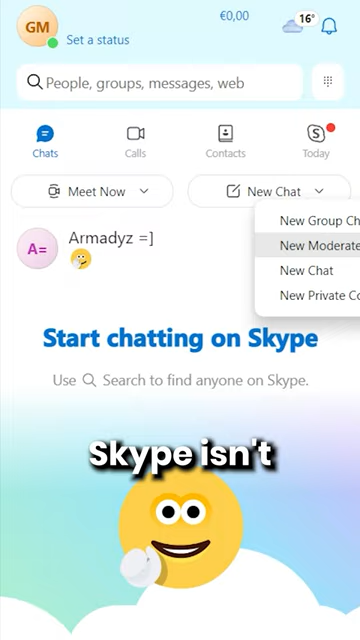 GM
€0,00
16°
Set a status
People, groups, messages, web
Chats
Calls
Contacts
Today
Meet Now
New Chat
New Group Ch
New Moderate
New Chat
New Private Co
A=
Armadyz =]
Start chatting on Skype
Use Search to find anyone on Skype.
Skype isn't